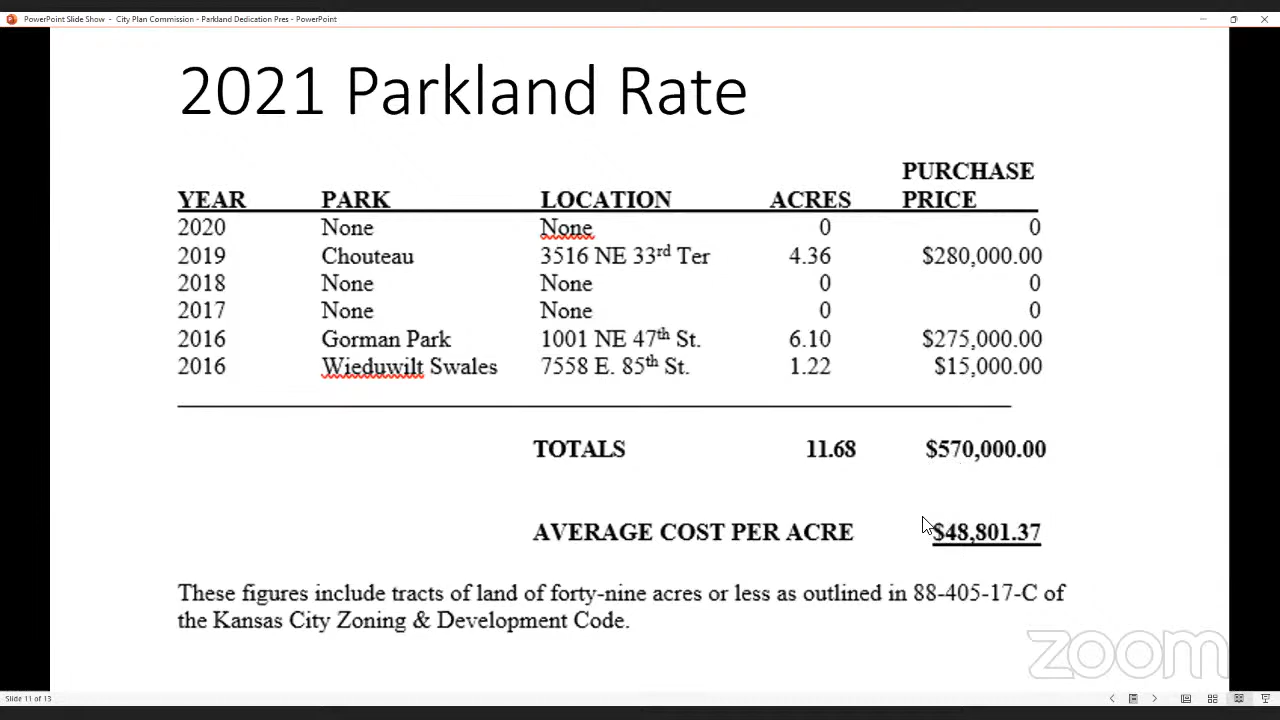 PowerPoint Slide Show - City Plan Commission - Parkland Dedication Pres - PowerPoint
2021 Parkland Rate
PURCHASE
YEAR PARK LOCATION ACRES PRICE
2020 None None 0 0
2019 Chouteau 3516 NE 33rd Ter 4.36 $280,000.00
2018 None None 0 0
2017 None None 0 0
2016 Gorman Park 1001 NE 47th St. 6.10 $275,000.00
2016 Wieduwilt Swales 7558 E. 85th St. 1.22 $15,000.00
TOTALS 11.68 $570,000.00
AVERAGE COST PER ACRE $48,801.37
These figures include tracts of land of forty-nine acres or less as outlined in 88-405-17-C of
the Kansas City Zoning & Development Code.
zoom
Slide 11 of 13